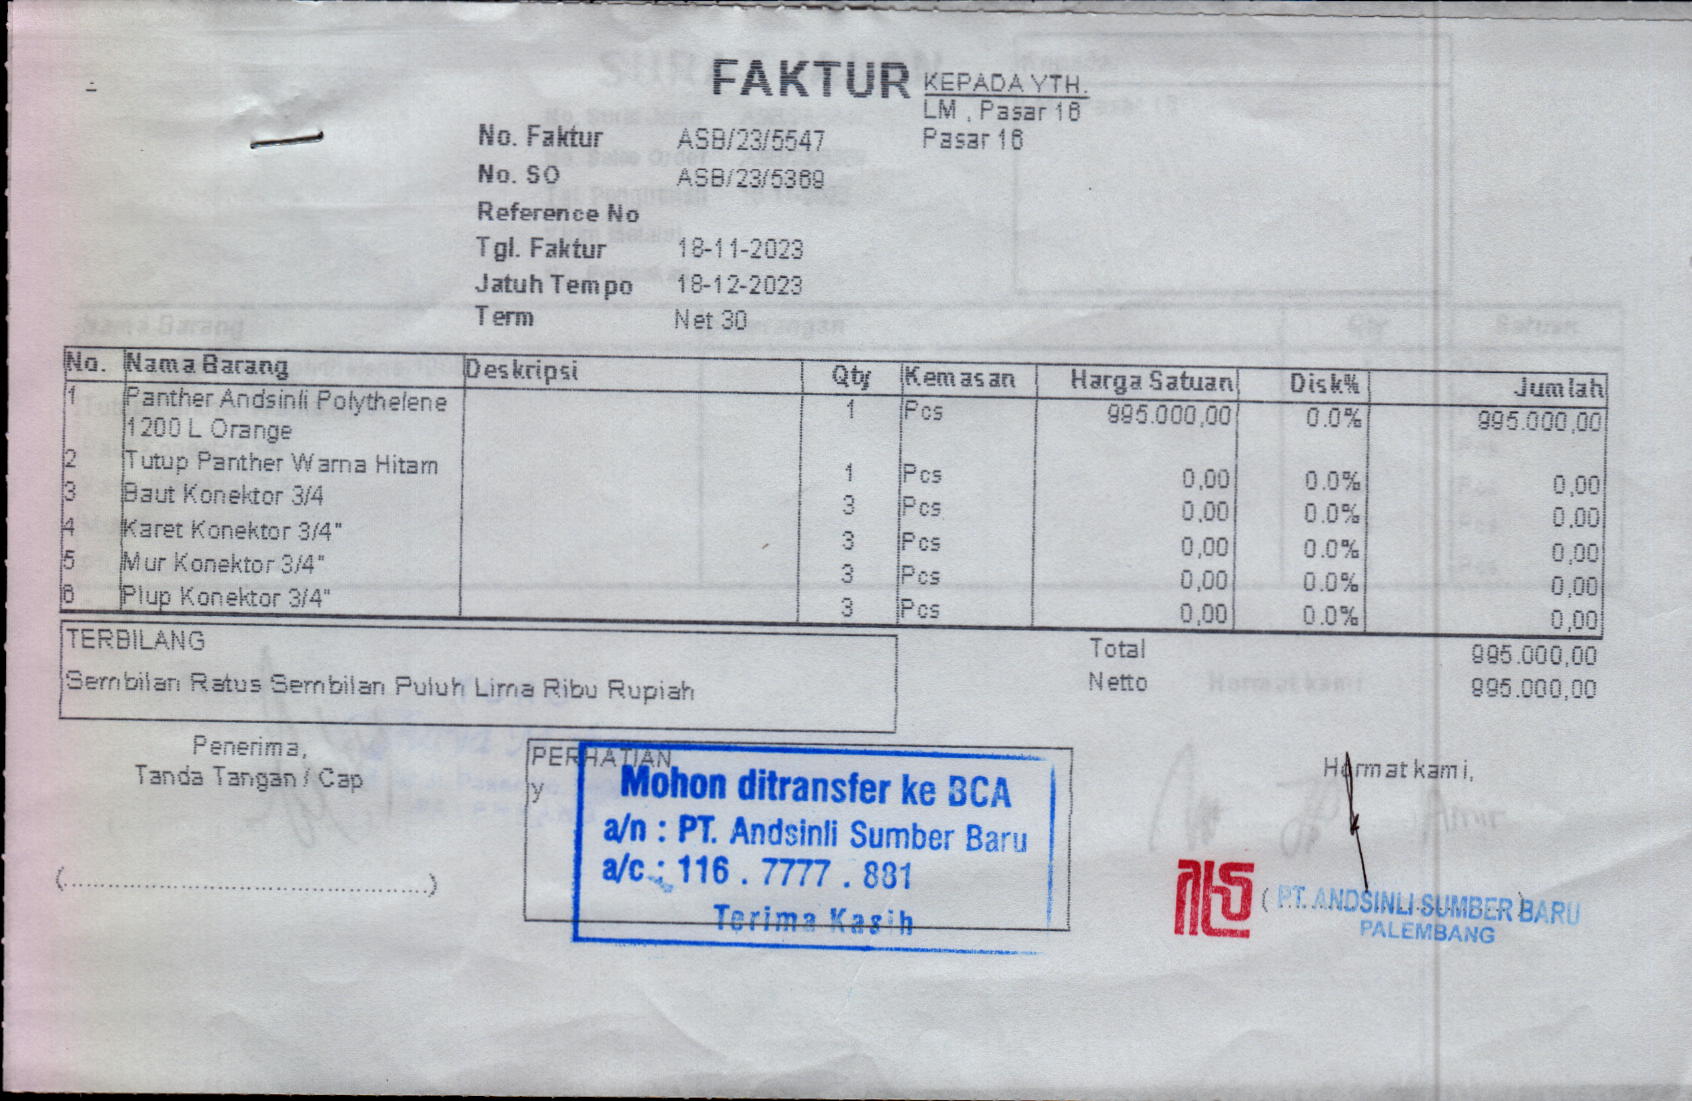 FAKTUR
KEPADA YTH.
LM , Pasar 16
Pasar 16
No. Faktur ASB/23/5547
No. SO ASB/23/5369
Reference No
Tgl. Faktur 18-11-2023
Jatuh Tempo 18-12-2023
Term Net 30
No. Nama Barang Deskripsi Qty Kemasan Harga Satuan Disk% Jumlah
1 Panther Andsinli Polythelene 1 Pcs 995.000,00 0.0% 995.000,00
1200 L Orange
2 Tutup Panther Warna Hitam 1 Pcs 0,00 0.0% 0,00
3 Baut Konektor 3/4 3 Pcs 0,00 0.0% 0,00
4 Karet Konektor 3/4" 3 Pcs 0,00 0.0% 0,00
5 Mur Konektor 3/4" 3 Pcs 0,00 0.0% 0,00
6 Plup Konektor 3/4" 3 Pcs 0,00 0.0% 0,00
TERBILANG
Sembilan Ratus Sembilan Puluh Lima Ribu Rupiah
Total 995.000,00
Netto 995.000,00
Penerima,
Tanda Tangan / Cap
(..............................................)
PERHATIAN
y
Mohon ditransfer ke BCA
a/n : PT. Andsinli Sumber Baru
a/c : 116 . 7777 . 881
Terima Kasih
Hormat kami,
PT. ANDSINLI SUMBER BARU
PALEMBANG